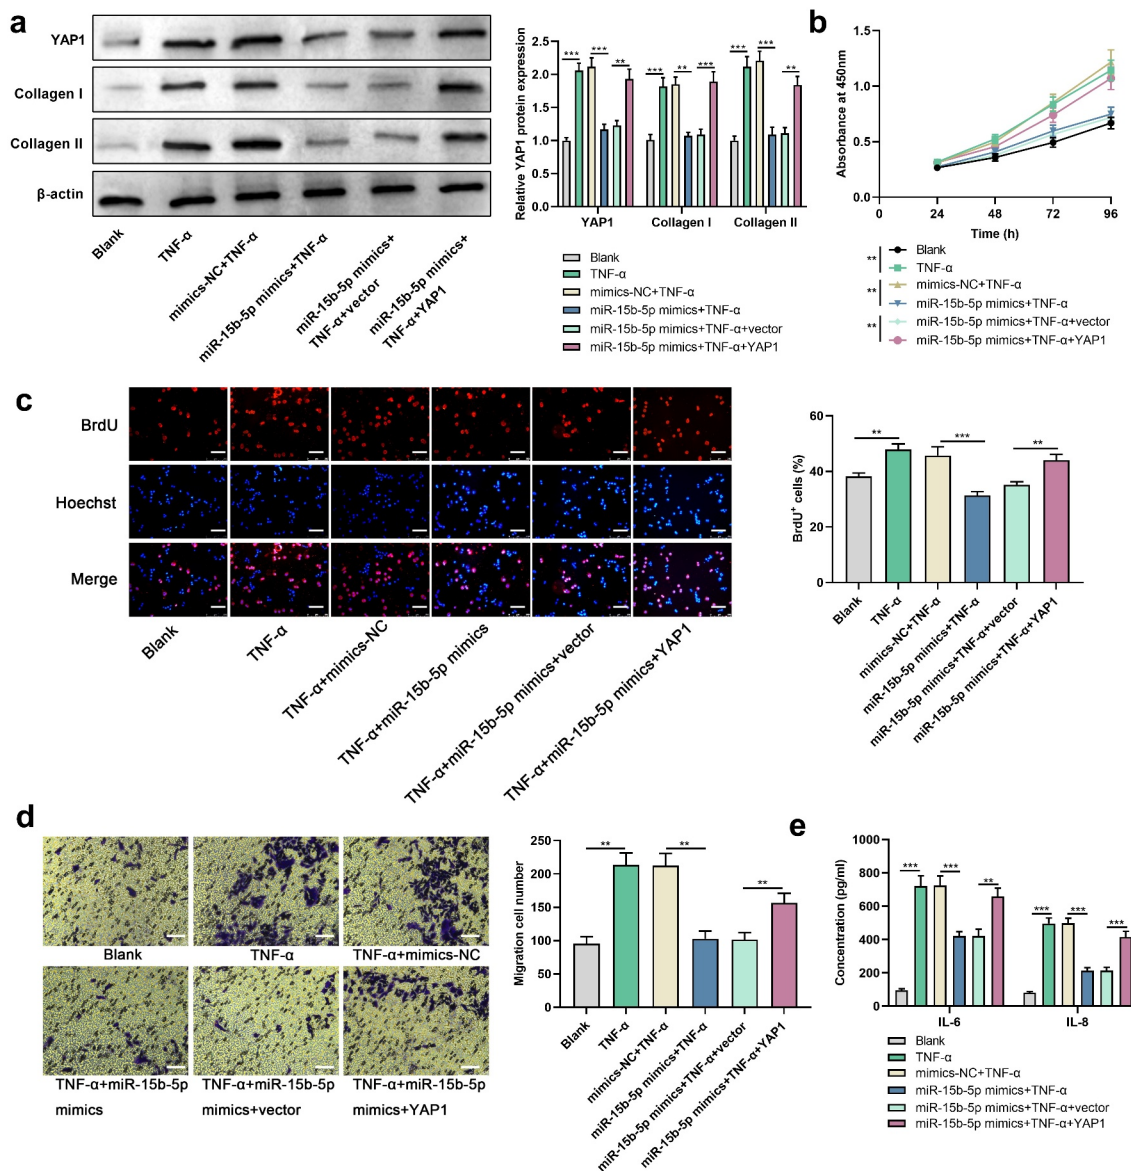 a
YAP1
Collagen I
Collagen II
β-actin
Blank
TNF-α
mimics-NC+TNF-α
miR-15b-5p mimics+TNF-α
miR-15b-5p mimics+
TNF-α+vector
miR-15b-5p mimics+
TNF-α+YAP1
Relative YAP1 protein expression
2.5
2.0
1.5
1.0
0.5
0.0
*** *** **
*** ** ***
*** *** **
YAP1 Collagen I Collagen II
Blank
TNF-α
mimics-NC+TNF-α
miR-15b-5p mimics+TNF-α
miR-15b-5p mimics+TNF-α+vector
miR-15b-5p mimics+TNF-α+YAP1
b
Absorbance at 450nm
1.5
1.0
0.5
0.0
0 24 48 72 96
Time (h)
**
**
**
Blank
TNF-α
mimics-NC+TNF-α
miR-15b-5p mimics+TNF-α
miR-15b-5p mimics+TNF-α+vector
miR-15b-5p mimics+TNF-α+YAP1
c
BrdU
Hoechst
Merge
Blank
TNF-α
TNF-α+mimics-NC
TNF-α+miR-15b-5p mimics
TNF-α+miR-15b-5p mimics+vector
TNF-α+miR-15b-5p mimics+YAP1
BrdU+ cells (%)
60
40
20
0
** *** **
Blank
TNF-α
mimics-NC+TNF-α
miR-15b-5p mimics+TNF-α
miR-15b-5p mimics+TNF-α+vector
miR-15b-5p mimics+TNF-α+YAP1
d
Blank
TNF-α
TNF-α+mimics-NC
TNF-α+miR-15b-5p
mimics
TNF-α+miR-15b-5p
mimics+vector
TNF-α+miR-15b-5p
mimics+YAP1
Migration cell number
250
200
150
100
50
0
** ** **
Blank
TNF-α
mimics-NC+TNF-α
miR-15b-5p mimics+TNF-α
miR-15b-5p mimics+TNF-α+vector
miR-15b-5p mimics+TNF-α+YAP1
e
Concentration (pg/ml)
1000
800
600
400
200
0
*** *** **
*** *** ***
IL-6 IL-8
Blank
TNF-α
mimics-NC+TNF-α
miR-15b-5p mimics+TNF-α
miR-15b-5p mimics+TNF-α+vector
miR-15b-5p mimics+TNF-α+YAP1